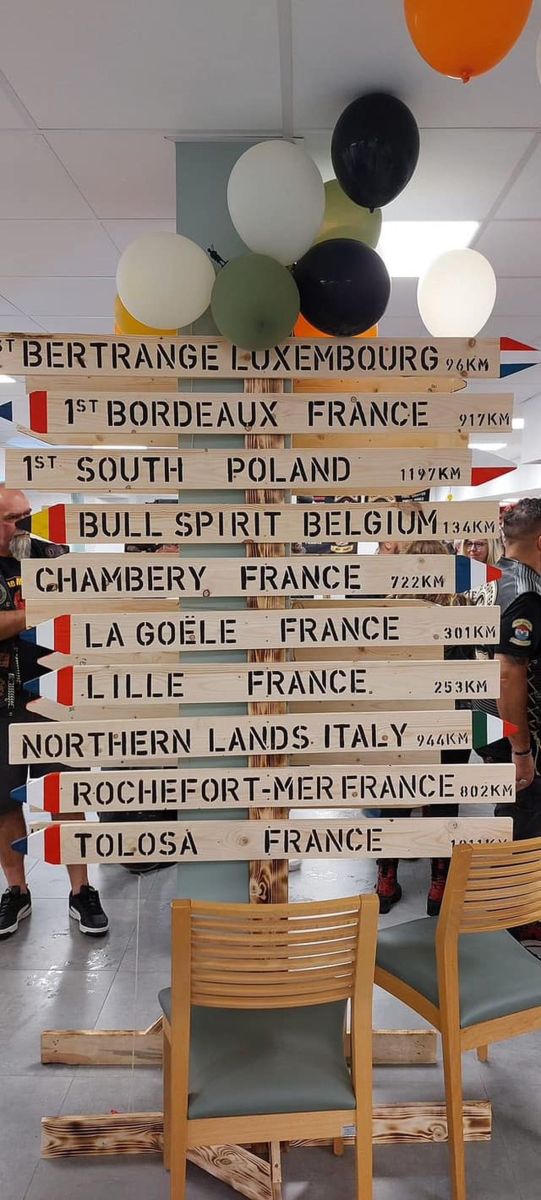 ST BERTRANGE LUXEMBOURG 96KM
1ST BORDEAUX FRANCE 917KM
1ST SOUTH POLAND 1197KM
BULL SPIRIT BELGIUM 134KM
CHAMBERY FRANCE 722KM
LA GOËLE FRANCE 301KM
LILLE FRANCE 253KM
NORTHERN LANDS ITALY 944KM
ROCHEFORT-MER FRANCE 802KM
TOLOSA FRANCE